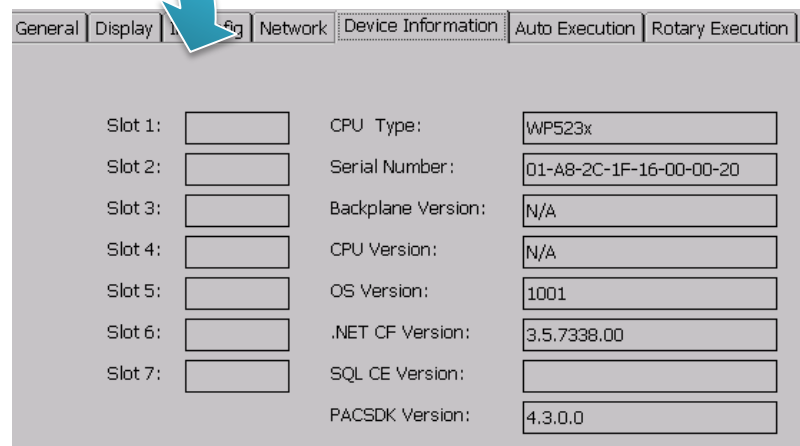 General Display Network Device Information Auto Execution Rotary Execution
Slot 1: CPU Type: WP523x
Slot 2: Serial Number: 01-A8-2C-1F-16-00-00-20
Slot 3: Backplane Version: N/A
Slot 4: CPU Version: N/A
Slot 5: OS Version: 1001
Slot 6: .NET CF Version: 3.5.7338.00
Slot 7: SQL CE Version:
PACSDK Version: 4.3.0.0